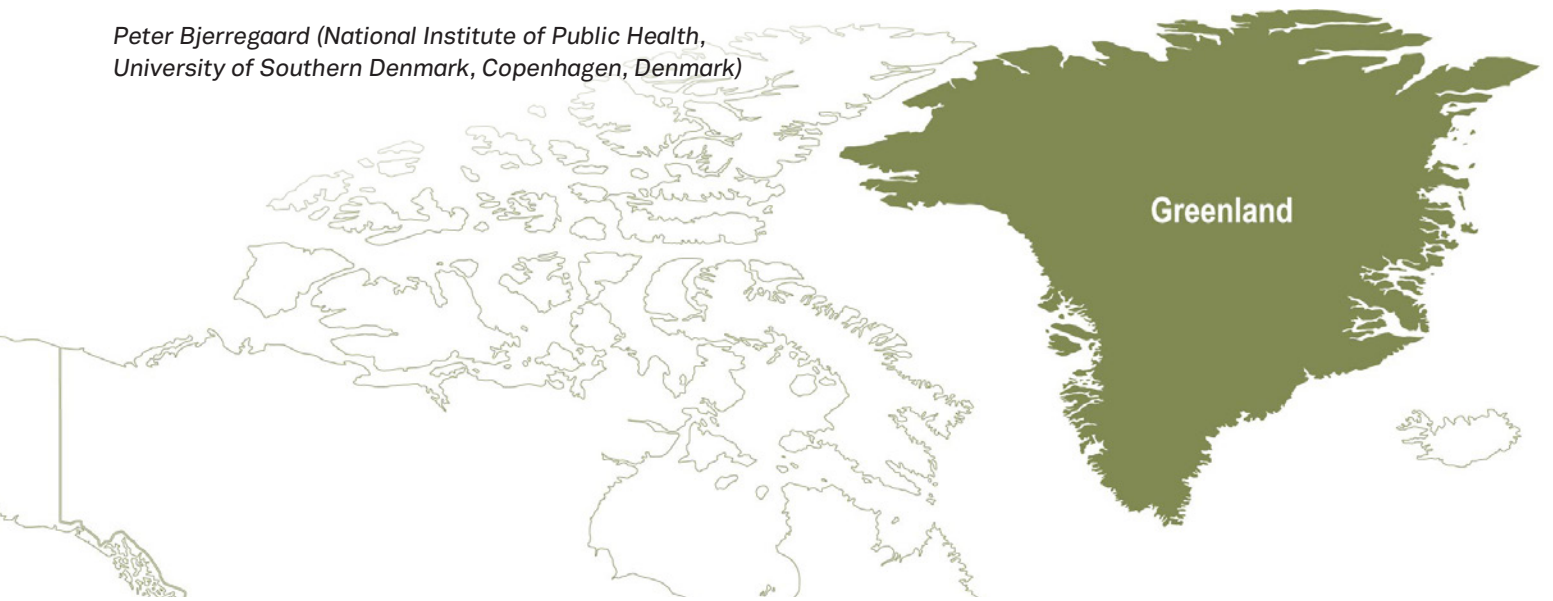 Peter Bjerregaard (National Institute of Public Health,
University of Southern Denmark, Copenhagen, Denmark)
Greenland